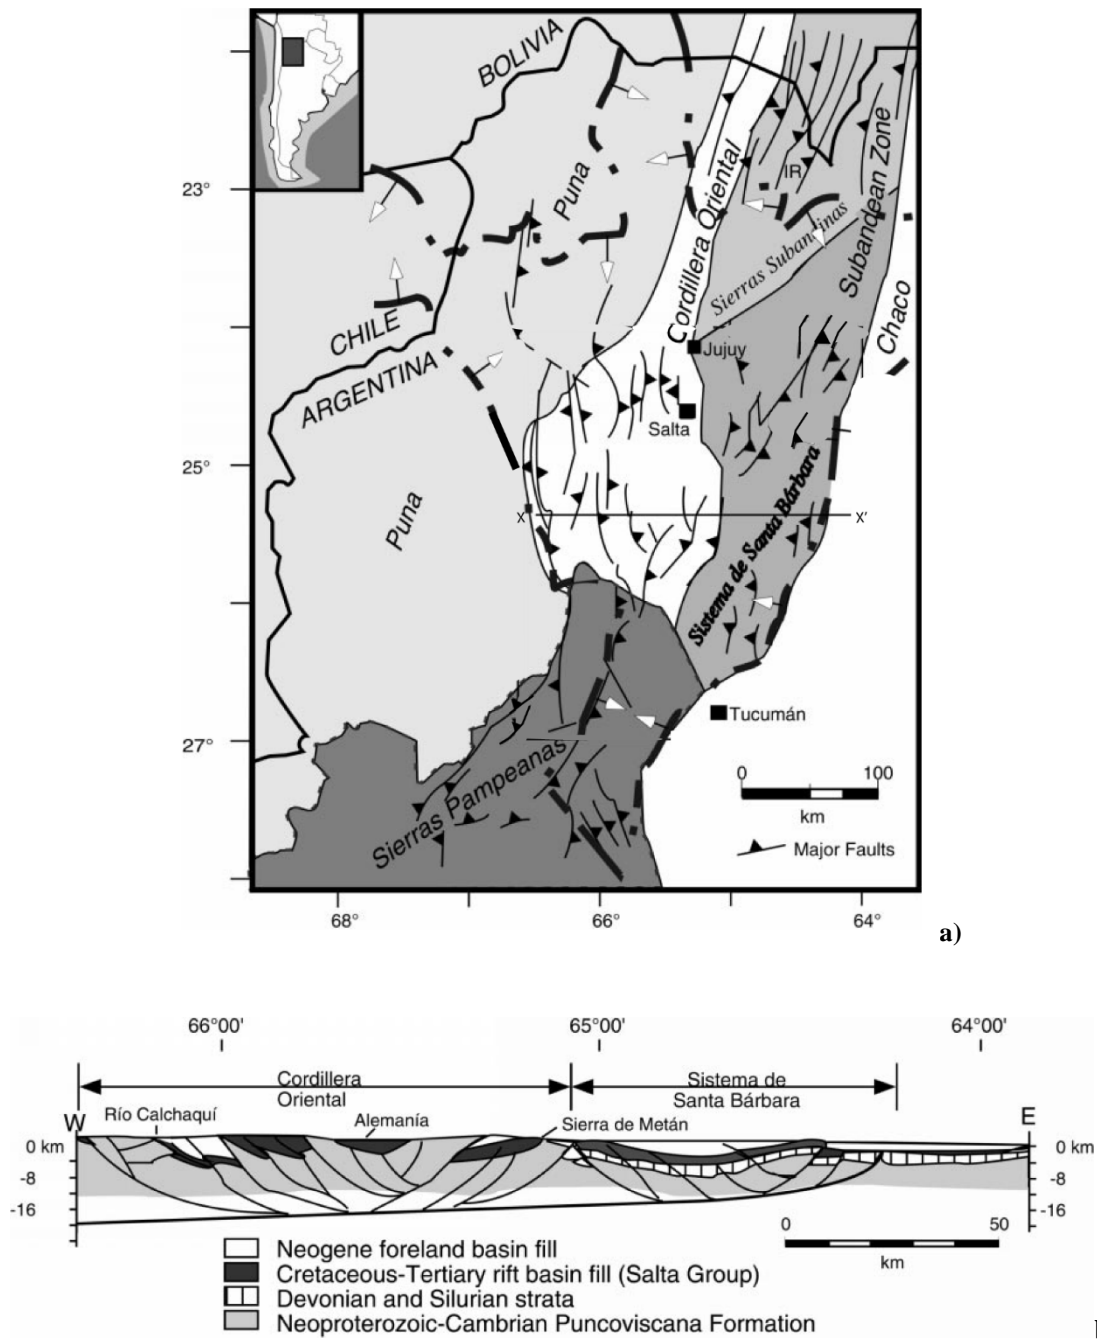 BOLIVIA
Puna
Cordillera Oriental
IR
Subandean Zone
23°
Sierras Subandinas
Chaco
CHILE
Jujuy
ARGENTINA
Salta
25°
Puna
X
X'
Sistema de Santa Bárbara
Tucumán
27°
Sierras Pampeanas
0
100
km
Major Faults
68°
66°
64°
a)
66°00'
65°00'
64°00'
Cordillera
Oriental
Sistema de
Santa Bárbara
W
Río Calchaquí
Alemanía
Sierra de Metán
E
0 km
0 km
-8
-8
-16
-16
0
50
km
Neogene foreland basin fill
Cretaceous-Tertiary rift basin fill (Salta Group)
Devonian and Silurian strata
Neoproterozoic-Cambrian Puncoviscana Formation